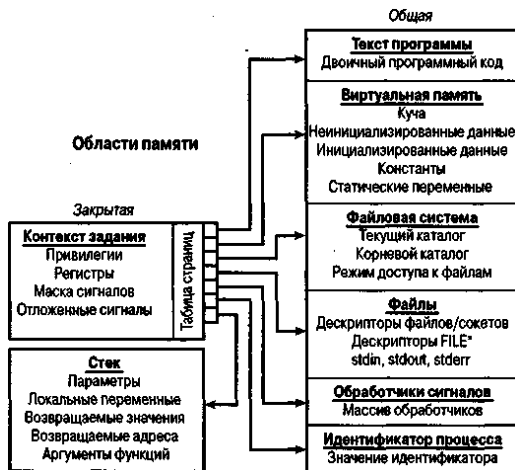 Области памяти
Закрытая
Контекст задания
Привилегии
Регистры
Маска сигналов
Отложенные сигналы
Табица страниц
Стек
Параметры
Локальные переменные
Возвращаемые значения
Возвращаемые адреса
Аргументы функций
Общая
Текст программы
Двоичный программный код
Виртуальная память
Куча
Неинициализированные данные
Инициализированные данные
Константы
Статические переменные
Файловая система
Текущий каталог
Корневой каталог
Режим доступа к файлам
Файлы
Дескрипторы файлов/сокетов
Дескрипторы FILE*
stdin, stdout, stderr
Обработчики сигналов
Массив обработчиков
Идентификатор процесса
Значение идентификатора